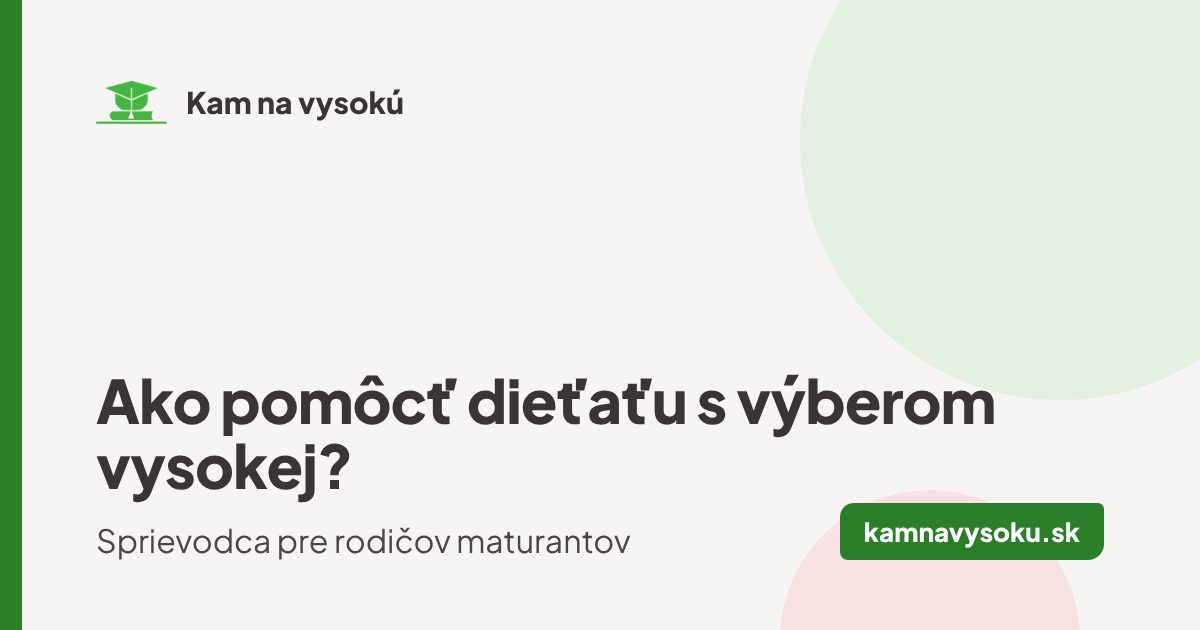 Kam na vysokú
Ako pomôcť dieťaťu s výberom
vysokej?
Sprievodca pre rodičov maturantov
kamnavysoku.sk